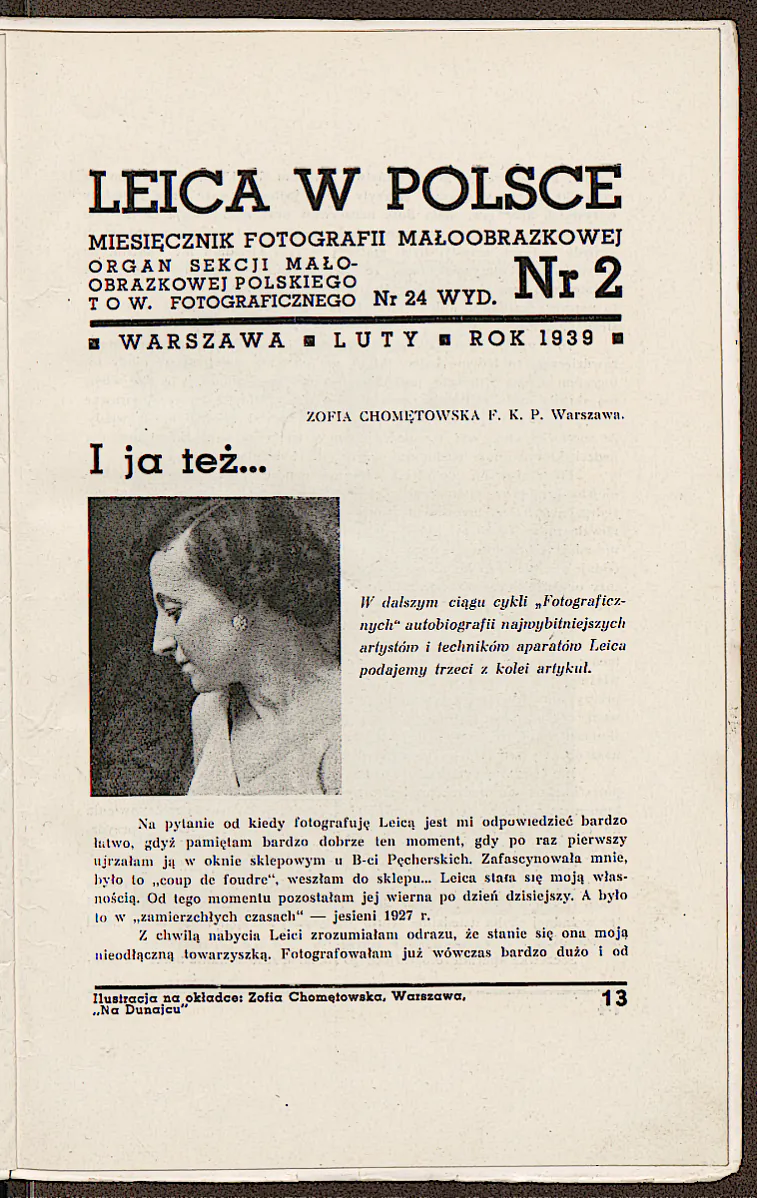 LEICA W POLSCE
MIESIĘCZNIK FOTOGRAFII MAŁOOBRAZKOWEJ
ORGAN SEKCJI MAŁO-
OBRAZKOWEJ POLSKIEGO
TOW. FOTOGRAFICZNEGO Nr 24 WYD. Nr 2
WARSZAWA ▪ LUTY ▪ ROK 1939
ZOFIA CHOMĘTOWSKA F. K. P. Warszawa.
I ja też...
W dalszym ciągu cykli „Fotograficz-
nych“ autobiografii najwybitniejszych
artystów i techników aparatów Leica
podajemy trzeci z kolei artykuł.
Na pytanie od kiedy fotografuję Leicą jest mi odpowiedzieć bardzo
łatwo, gdyż pamiętam bardzo dobrze ten moment, gdy po raz pierwszy
ujrzałam ją w oknie sklepowym u B-ci Pęcherskich. Zafascynowała mnie,
było to „coup de foudre“, weszłam do sklepu... Leica stała się moją włas-
nością. Od tego momentu pozostałam jej wierna po dzień dzisiejszy. A było
to w „zamierzchłych czasach“ — jesieni 1927 r.
Z chwilą nabycia Leici zrozumiałam odrazu, że stanie się ona moją
nieodłączną towarzyszką. Fotografowałam już wówczas bardzo dużo i od
Ilustracja na okładce: Zofia Chomętowska, Warszawa,
„Na Dunajcu“
13